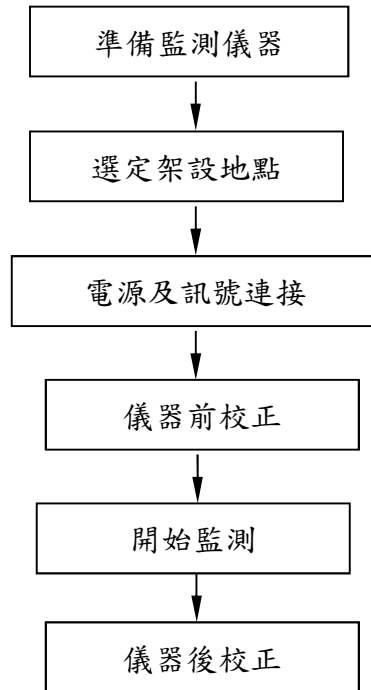 準備監測儀器
選定架設地點
電源及訊號連接
儀器前校正
開始監測
儀器後校正